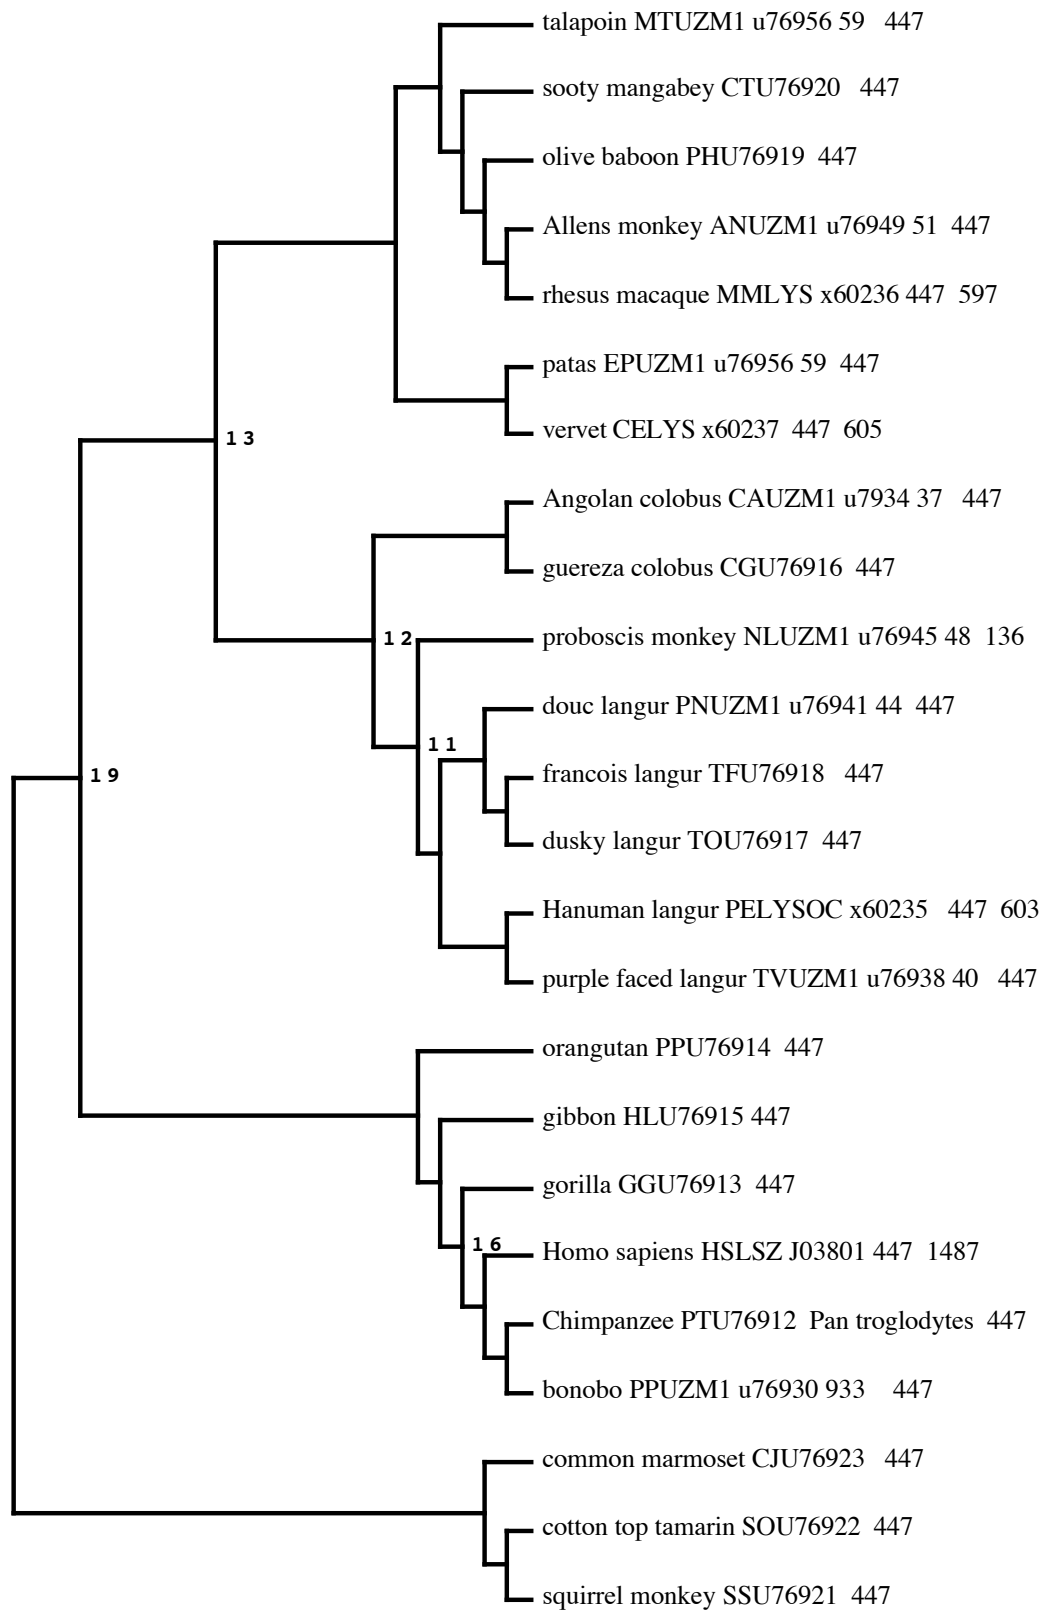 talapoin MTUZM1 u76956 59 447
sooty mangabey CTU76920 447
olive baboon PHU76919 447
Allens monkey ANUZM1 u76949 51 447
rhesus macaque MMLYS x60236 447 597
patas EPUZM1 u76956 59 447
vervet CELYS x60237 447 605
13
Angolan colobus CAUZM1 u7934 37 447
guereza colobus CGU76916 447
12
proboscis monkey NLUZM1 u76945 48 136
douc langur PNUZM1 u76941 44 447
11
francois langur TFU76918 447
19
dusky langur TOU76917 447
Hanuman langur PELYSOC x60235 447 603
purple faced langur TVUZM1 u76938 40 447
orangutan PPU76914 447
gibbon HLU76915 447
gorilla GGU76913 447
16
Homo sapiens HSLSZ J03801 447 1487
Chimpanzee PTU76912 Pan troglodytes 447
bonobo PPUZM1 u76930 933 447
common marmoset CJU76923 447
cotton top tamarin SOU76922 447
squirrel monkey SSU76921 447